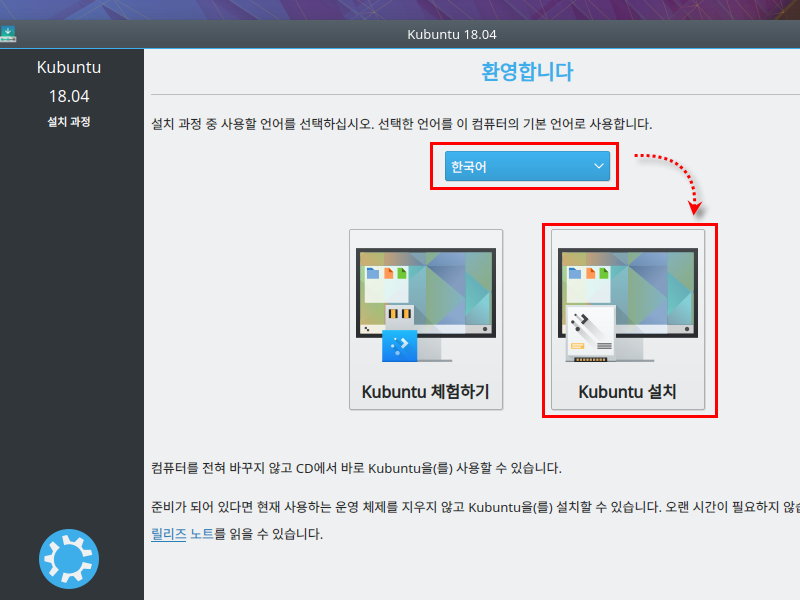 Kubuntu 18.04
Kubuntu
18.04
설치 과정
환영합니다
설치 과정 중 사용할 언어를 선택하십시오. 선택한 언어를 이 컴퓨터의 기본 언어로 사용합니다.
한국어
Kubuntu 체험하기
Kubuntu 설치
컴퓨터를 전혀 바꾸지 않고 CD에서 바로 Kubuntu을(를) 사용할 수 있습니다.
준비가 되어 있다면 현재 사용하는 운영 체제를 지우지 않고 Kubuntu을(를) 설치할 수 있습니다. 오랜 시간이 필요하지
릴리즈 노트를 읽을 수 있습니다.